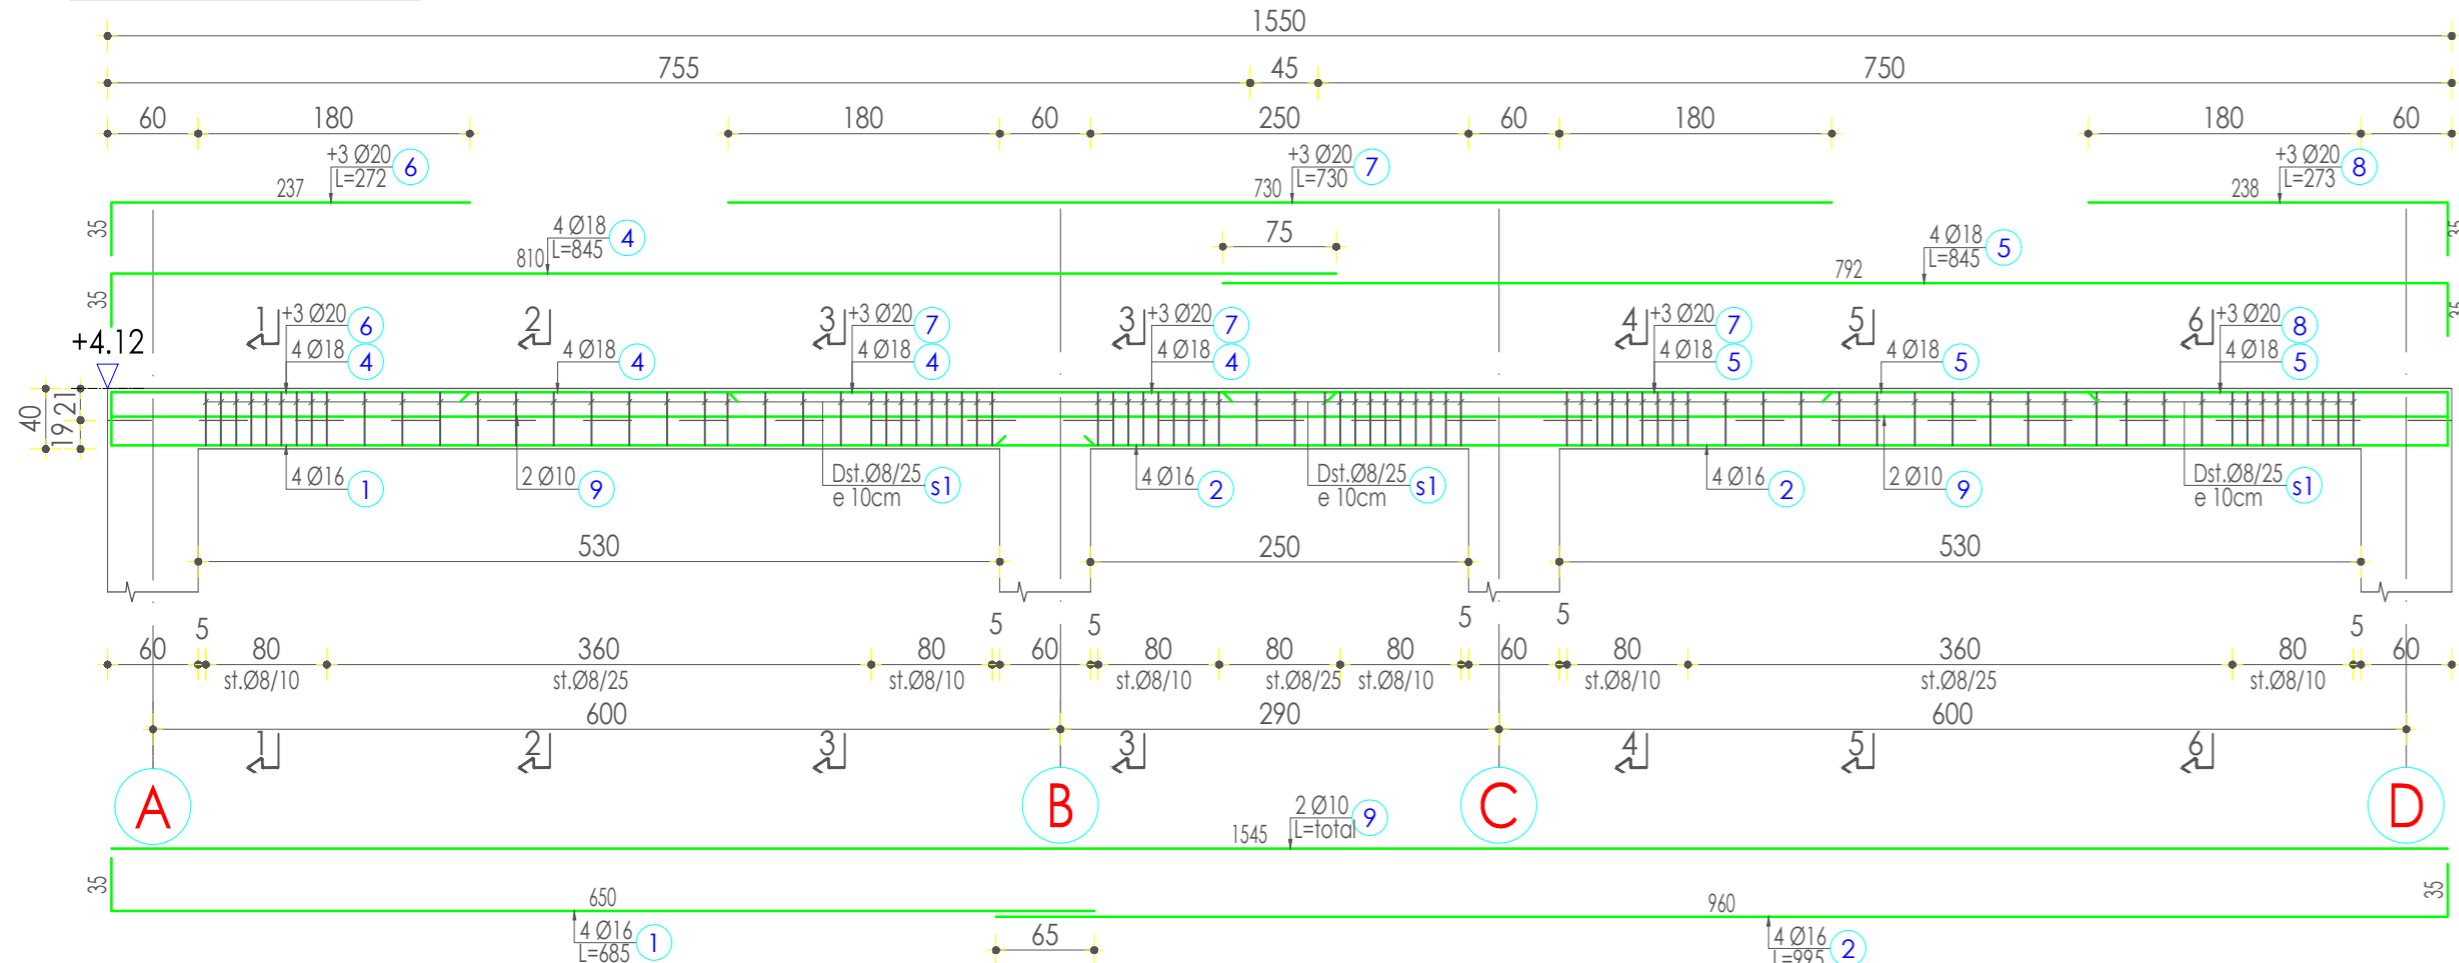 1550
755 45 750
60 180 180 60 250 60 180 180 60
+3 Ø20 6 +3 Ø20 7 +3 Ø20 8
237 L=272 730 L=730 238 L=273
35 35
4 Ø18 4 75 4 Ø18 5
810 L=845 792 L=845
35 35
1 +3 Ø20 6 2 3 +3 Ø20 7 3 +3 Ø20 7 4 +3 Ø20 7 5 6 +3 Ø20 8
+4.12
4 Ø18 4 4 Ø18 4 4 Ø18 4 4 Ø18 4 4 Ø18 5 4 Ø18 5 4 Ø18 5
40 19 21
4 Ø16 1 2 Ø10 9 Dst.Ø8/25 s1 4 Ø16 2 Dst.Ø8/25 s1 4 Ø16 2 2 Ø10 9 Dst.Ø8/25 s1
e 10cm e 10cm e 10cm
530 250 530
5 5 5 5 5 5
60 80 360 80 60 80 80 80 60 80 360 80 60
st.Ø8/10 st.Ø8/25 st.Ø8/10 st.Ø8/10 st.Ø8/25 st.Ø8/10 st.Ø8/10 st.Ø8/25 st.Ø8/10
600 290 600
1 2 3 3 4 5 6
A B C D
2 Ø10 9
1545 L=total
35 35
650 960
4 Ø16 1 65 4 Ø16 2
L=685 L=995